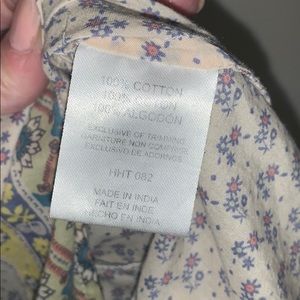 100% COTTON
100% COTON
100% ALGODÓN
EXCLUSIVE OF TRIMMING
GARNITURE NON COMPRISE
EXCLUSIVO DE ADORNOS
HHT 082
MADE IN INDIA
FAIT EN INDE
HECHO EN INDIA